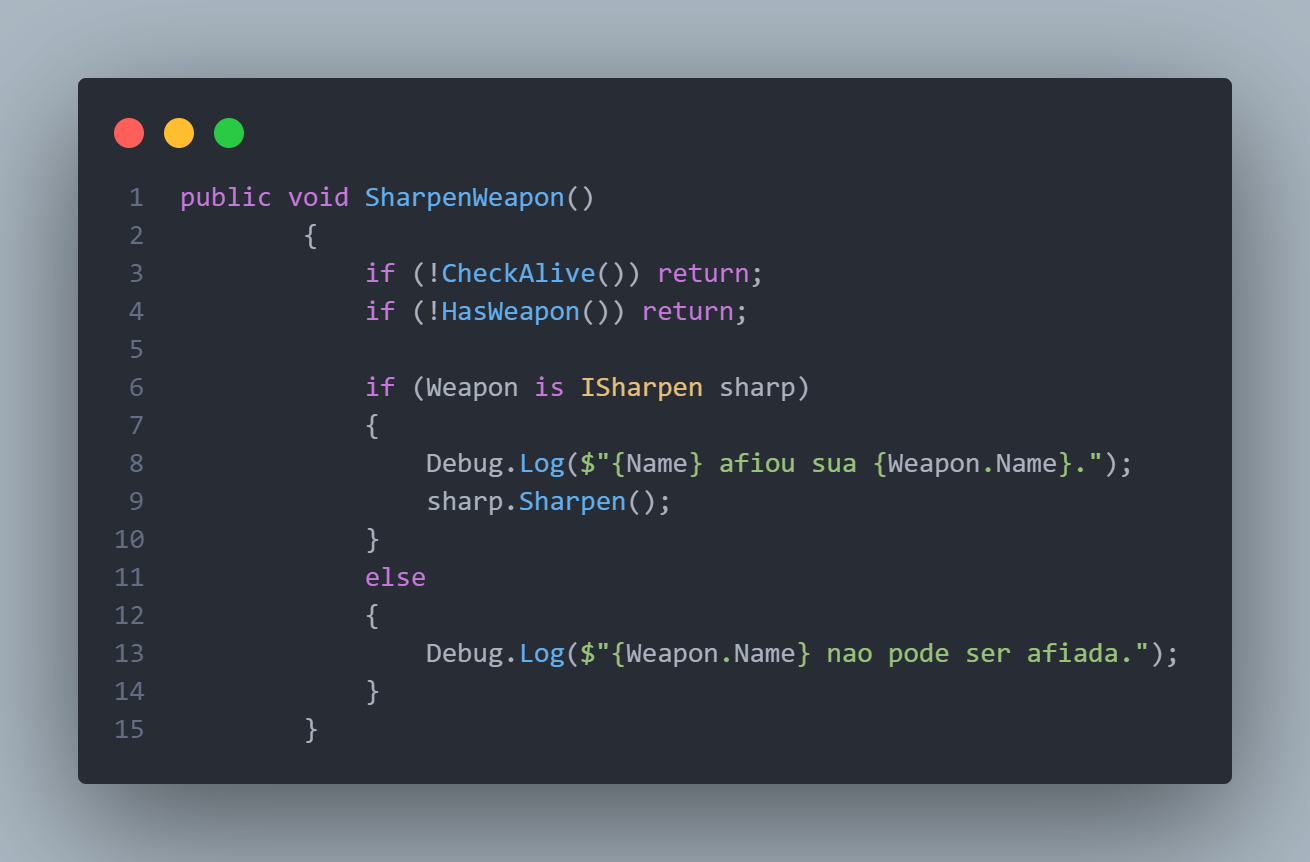 1 public void SharpenWeapon()
2         {
3             if (!CheckAlive()) return;
4             if (!HasWeapon()) return;
5
6             if (Weapon is ISharpen sharp)
7             {
8                 Debug.Log($"{Name} afiou sua {Weapon.Name}.");
9                 sharp.Sharpen();
10             }
11             else
12             {
13                 Debug.Log($"{Weapon.Name} nao pode ser afiada.");
14             }
15         }